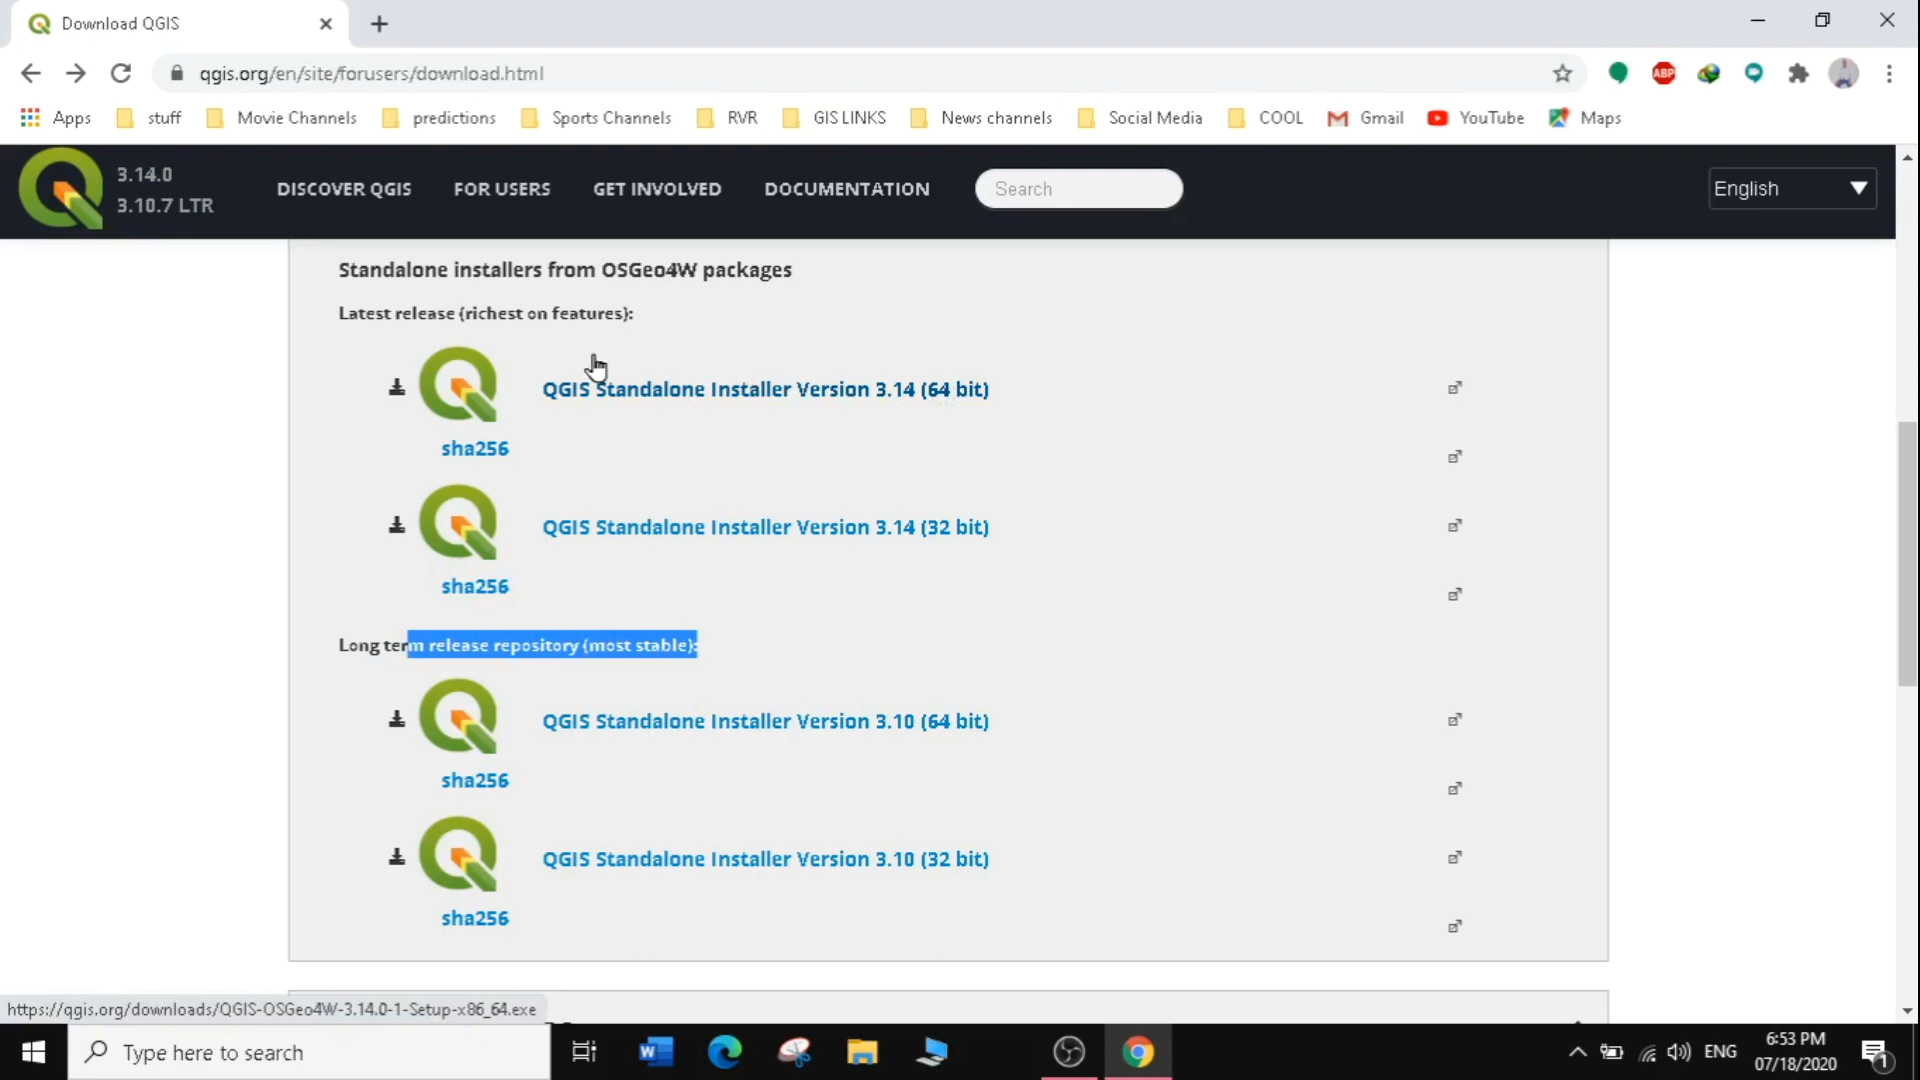 Download QGIS
qgis.org/en/site/forusers/download.html
ABP
Apps stuff Movie Channels predictions Sports Channels RVR GIS LINKS News channels Social Media COOL Gmail YouTube Maps
3.14.0
3.10.7 LTR
DISCOVER QGIS FOR USERS GET INVOLVED DOCUMENTATION Search English
Standalone installers from OSGeo4W packages
Latest release (richest on features):
QGIS Standalone Installer Version 3.14 (64 bit)
sha256
QGIS Standalone Installer Version 3.14 (32 bit)
sha256
Long term release repository (most stable):
QGIS Standalone Installer Version 3.10 (64 bit)
sha256
QGIS Standalone Installer Version 3.10 (32 bit)
sha256
https://qgis.org/downloads/QGIS-OSGeo4W-3.14.0-1-Setup-x86_64.exe
Type here to search
ENG
6:53 PM
07/18/2020
1